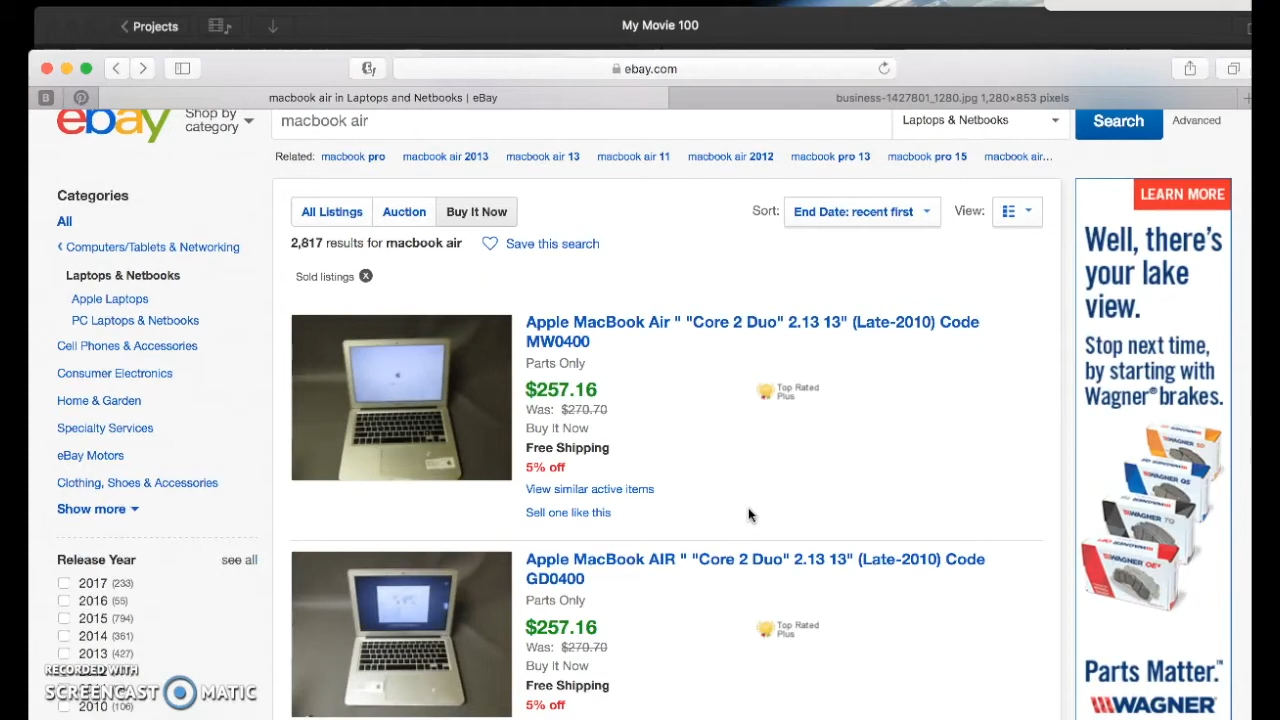 Projects
My Movie 100
ebay.com
macbook air in Laptops and Netbooks | eBay
business-1427801_1280.jpg 1,280×853 pixels
ebay
Shop by
category
macbook air
Laptops & Netbooks
Search
Advanced
Related: macbook pro macbook air 2013 macbook air 13 macbook air 11 macbook air 2012 macbook pro 13 macbook pro 15 macbook air...
Categories
All
Computers/Tablets & Networking
Laptops & Netbooks
Apple Laptops
PC Laptops & Netbooks
Cell Phones & Accessories
Consumer Electronics
Home & Garden
Specialty Services
eBay Motors
Clothing, Shoes & Accessories
Show more
Release Year see all
2017 (233)
2016 (55)
2015 (794)
2014 (361)
2013 (427)
2010 (106)
All Listings Auction Buy It Now
Sort: End Date: recent first View:
2,817 results for macbook air Save this search
Sold listings
Apple MacBook Air " "Core 2 Duo" 2.13 13" (Late-2010) Code
MW0400
Parts Only
$257.16
Was: $270.70
Buy It Now
Free Shipping
5% off
View similar active items
Sell one like this
Top Rated
Plus
Apple MacBook AIR " "Core 2 Duo" 2.13 13" (Late-2010) Code
GD0400
Parts Only
$257.16
Was: $270.70
Buy It Now
Free Shipping
5% off
Top Rated
Plus
LEARN MORE
Well, there's
your lake
view.
Stop next time,
by starting with
Wagner® brakes.
WAGNER QS
WAGNER TQ
WAGNER OE
Parts Matter.™
WAGNER
RECORDED WITH
SCREENCAST MATIC